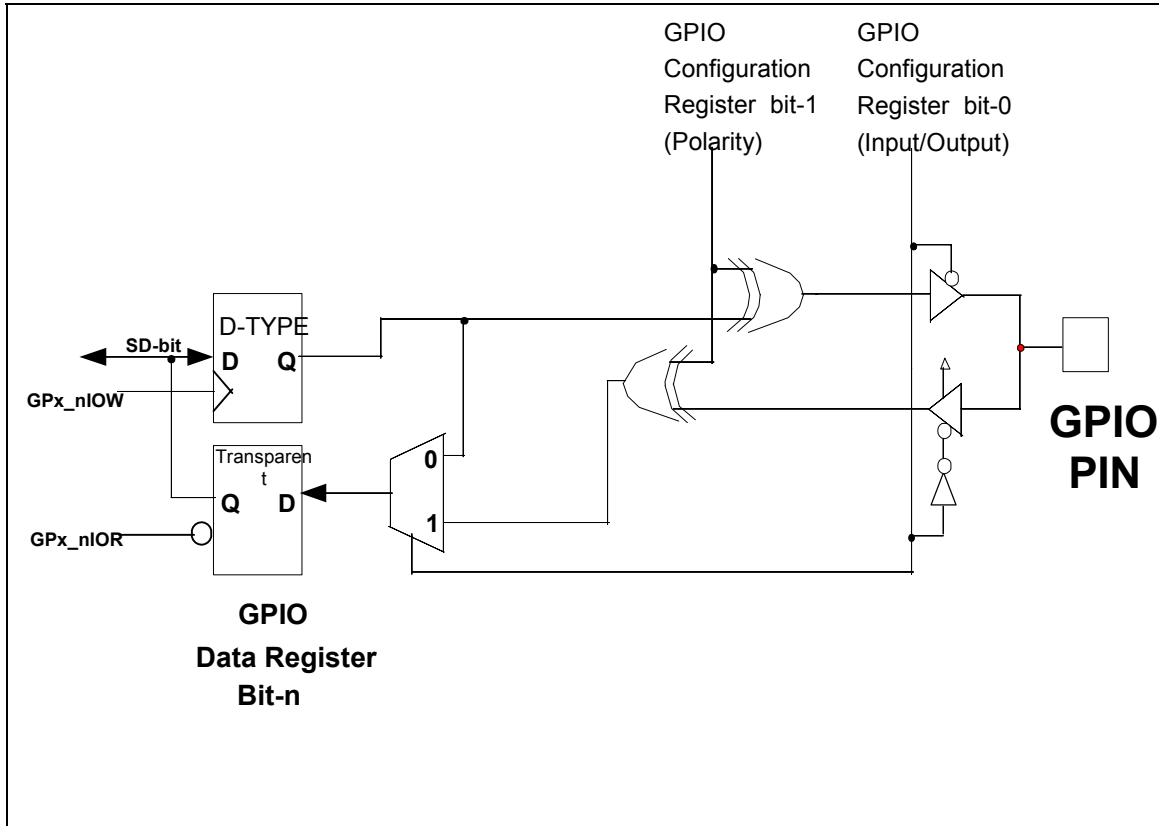 GPIO
Configuration
Register bit-1
(Polarity)
GPIO
Configuration
Register bit-0
(Input/Output)
D-TYPE
SD-bit
D Q
GPx_nIOW
GPIO
PIN
Transparen
t
0
Q D
1
GPx_nIOR
GPIO
Data Register
Bit-n